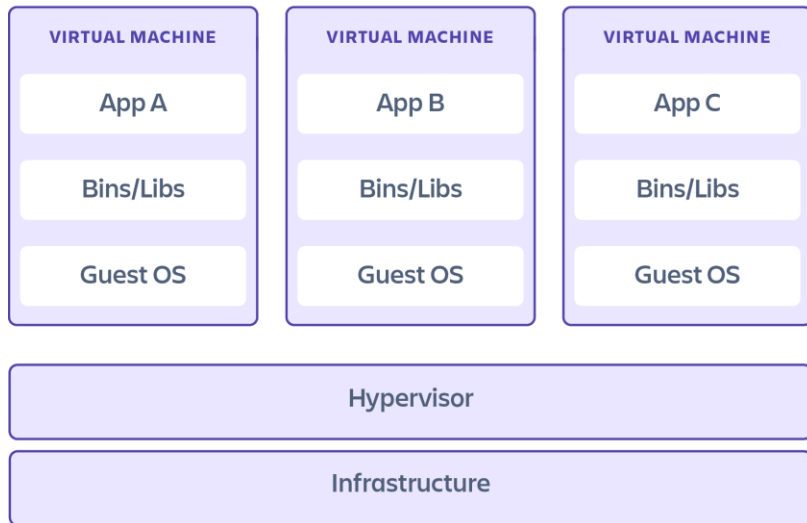 VIRTUAL MACHINE
App A
Bins/Libs
Guest OS
VIRTUAL MACHINE
App B
Bins/Libs
Guest OS
VIRTUAL MACHINE
App C
Bins/Libs
Guest OS
Hypervisor
Infrastructure